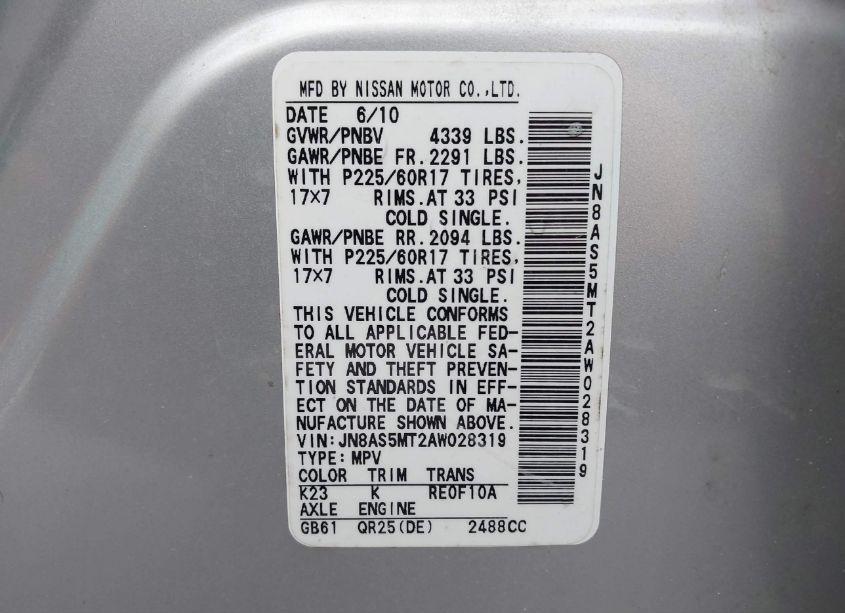 MFD BY NISSAN MOTOR CO.,LTD.
DATE 6/10
GVWR/PNBV 4339 LBS.
GAWR/PNBE FR. 2291 LBS.
WITH P225/60R17 TIRES,
17×7 RIMS. AT 33 PSI
COLD SINGLE.
GAWR/PNBE RR. 2094 LBS.
WITH P225/60R17 TIRES,
17×7 RIMS. AT 33 PSI
COLD SINGLE.
THIS VEHICLE CONFORMS
TO ALL APPLICABLE FED-
ERAL MOTOR VEHICLE SA-
FETY AND THEFT PREVEN-
TION STANDARDS IN EFF-
ECT ON THE DATE OF MA-
NUFACTURE SHOWN ABOVE.
VIN:JN8AS5MT2AW028319
TYPE:MPV
COLOR TRIM TRANS
K23 K RE0F10A
AXLE ENGINE
GB61 QR25(DE) 2488CC
JN8AS5MT2AW028319